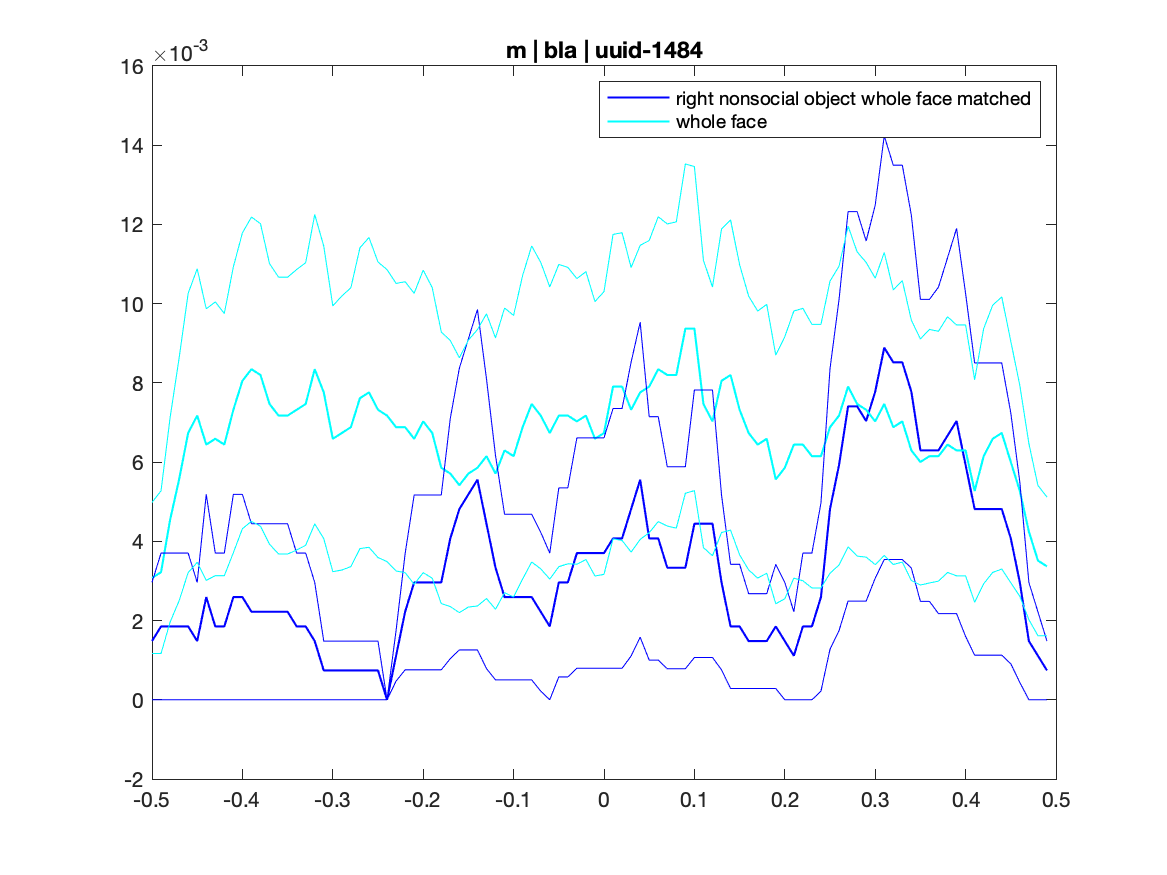 m | bla | uuid-1484
×10-3
right nonsocial object whole face matched
whole face
16
14
12
10
8
6
4
2
0
-2
-0.5 -0.4 -0.3 -0.2 -0.1 0 0.1 0.2 0.3 0.4 0.5